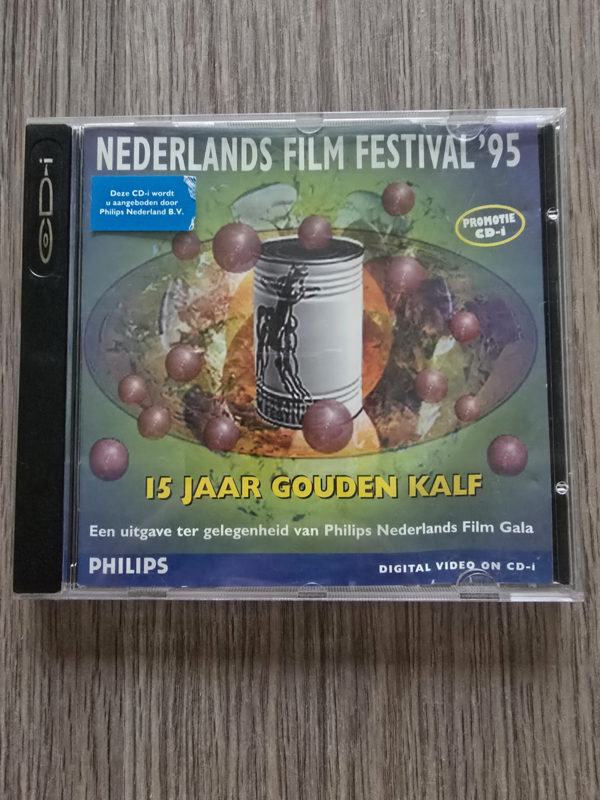 CD-i
NEDERLANDS FILM FESTIVAL '95
Deze CD-i wordt
u aangeboden door
Philips Nederland B.V.
PROMOTIE
CD-i
15 JAAR GOUDEN KALF
Een uitgave ter gelegenheid van Philips Nederlands Film Gala
PHILIPS
DIGITAL VIDEO ON CD-i